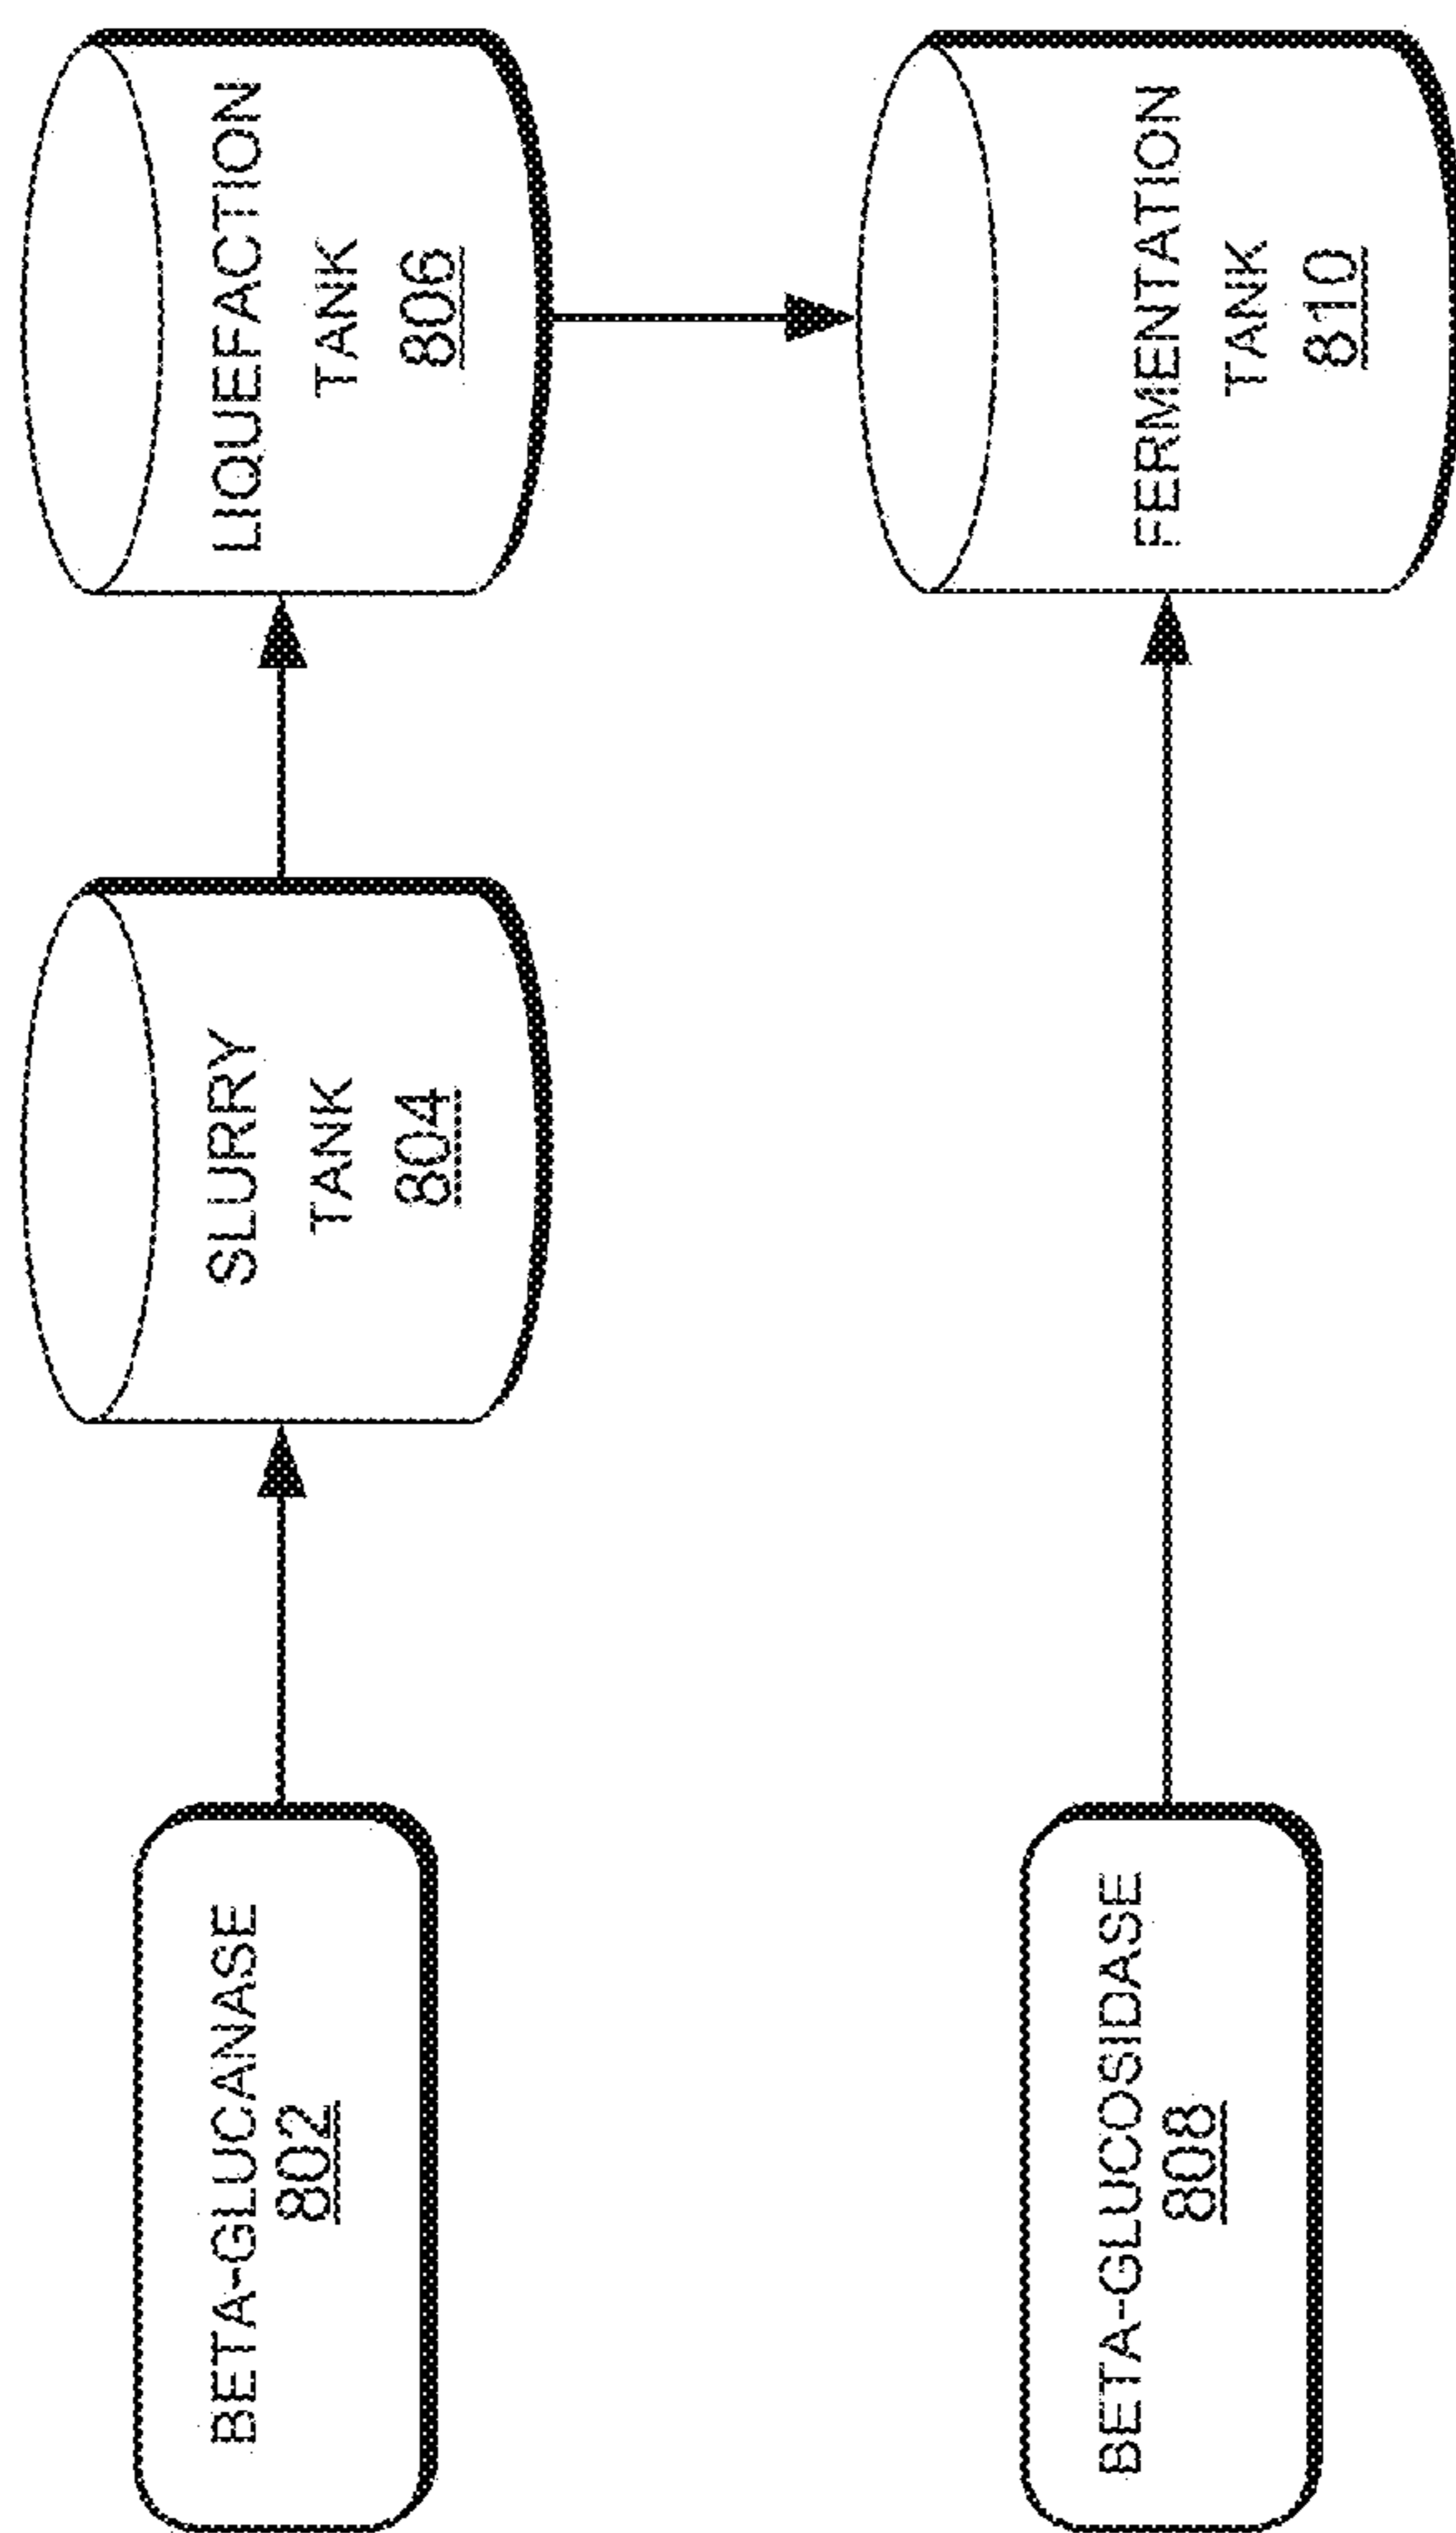 BETA-GLUCANASE
802
SLURRY
TANK
804
LIQUEFACTION
TANK
806
BETA-GLUCOSIDASE
808
FERMENTATION
TANK
810